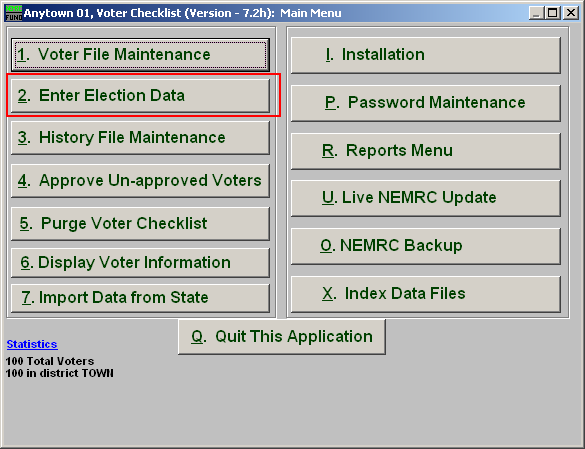 FUND
Anytown 01, Voter Checklist (Version - 7.2h): Main Menu
1. Voter File Maintenance
2. Enter Election Data
3. History File Maintenance
4. Approve Un-approved Voters
5. Purge Voter Checklist
6. Display Voter Information
7. Import Data from State
I. Installation
P. Password Maintenance
R. Reports Menu
U. Live NEMRC Update
O. NEMRC Backup
X. Index Data Files
Q. Quit This Application
Statistics
100 Total Voters
100 in district TOWN